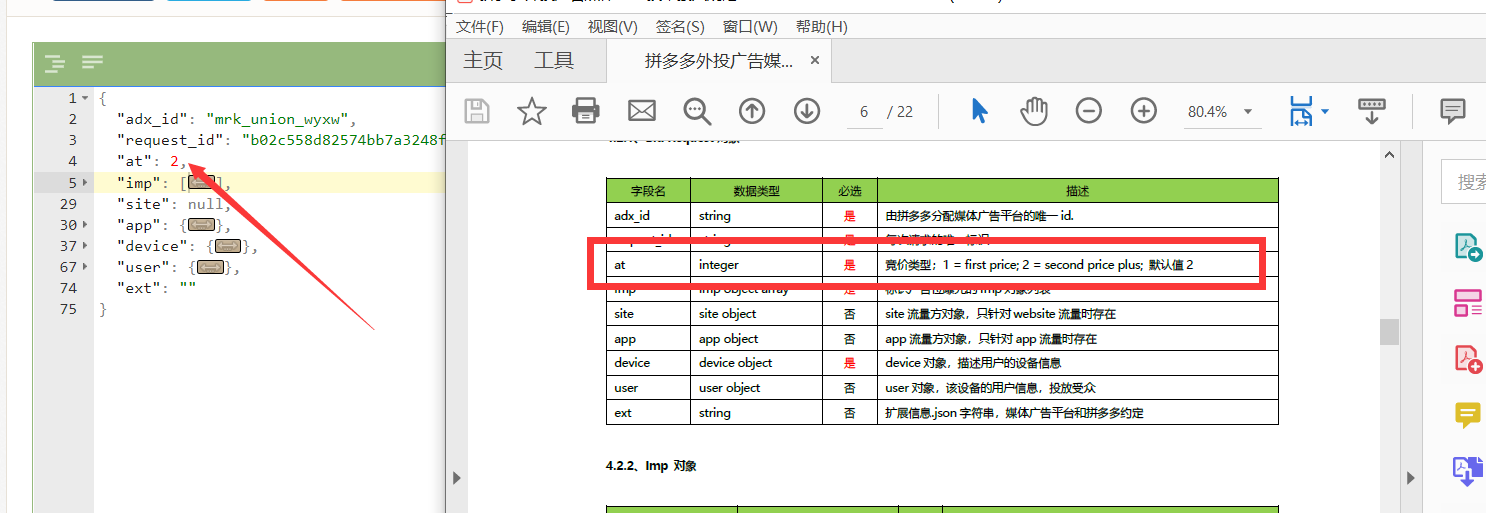 {
"adx_id": "mrk_union_wyxw",
"request_id": "b02c558d82574bb7a3248f
"at": 2,
"imp": [ ],
"site": null,
"app": { },
"device": { },
"user": { },
"ext": ""
}
1
2
3
4
5
29
30
37
67
74
75
文件(F) 编辑(E) 视图(V) 签名(S) 窗口(W) 帮助(H)
主页 工具 拼多多外投广告媒... ×
6 / 22 80.4%
搜索
字段名 数据类型 必选 描述
adx_id string 是 由拼多多分配媒体广告平台的唯一 id.
at integer 是 竞价类型；1 = first price; 2 = second price plus; 默认值 2
imp imp object array 是
site site object 否 site 流量方对象，只针对 website 流量时存在
app app object 否 app 流量方对象，只针对 app 流量时存在
device device object 是 device 对象，描述用户的设备信息
user user object 否 user 对象，该设备的用户信息，投放受众
ext string 否 扩展信息.json 字符串，媒体广告平台和拼多多约定
4.2.2、Imp 对象